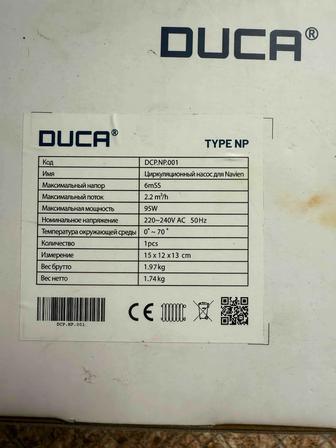 DUCA®
DUCA®
TYPE NP
Код DCP.NP.001
Имя Циркуляционный насос для Navien
Максимальный напор 6mSS
Максимальный поток 2.2 m³/h
Максимальная мощность 95W
Номинальное напряжение 220~240V AC 50Hz
Температура окружающей среды 0° ~ 70°
Количество 1pcs
Измерение 15 x 12 x 13 cm
Вес брутто 1.97kg
Вес нетто 1.74kg
DCP.NP.001
CE